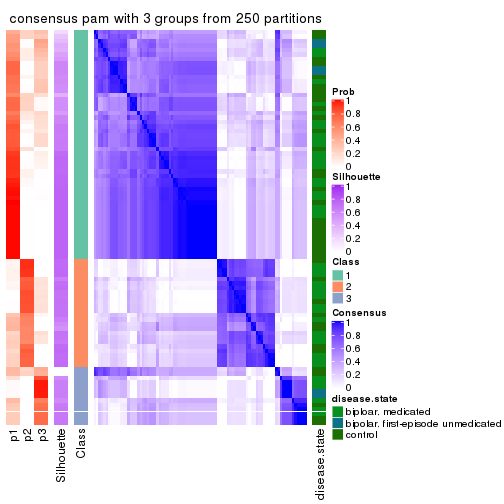 consensus pam with 3 groups from 250 partitions
Prob
1
0.8
0.6
0.4
0.2
0
Silhouette
1
0.8
0.6
0.4
0.2
0
Class
1
2
3
Consensus
1
0.8
0.6
0.4
0.2
0
disease.state
biploar. medicated
bipolar. first-episode unmedicated
control
p1
p2
p3
Silhouette
Class
disease.state